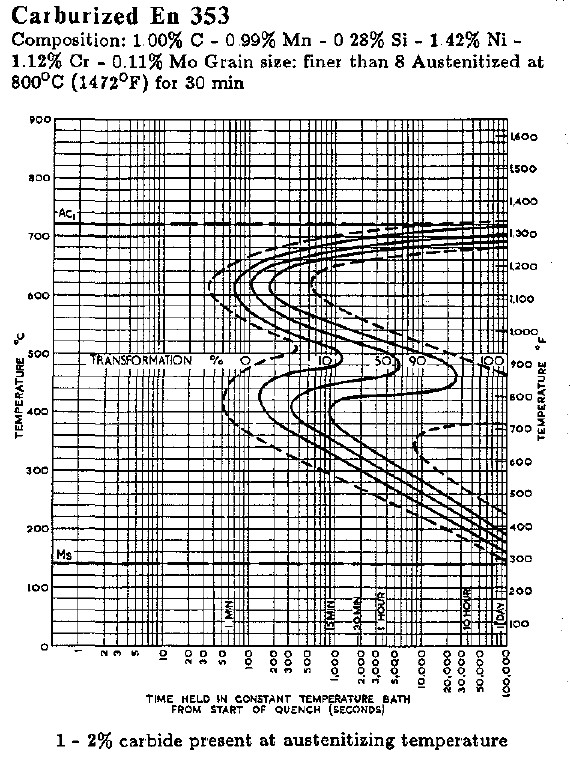 Carburized En 353
Composition: 1.00% C - 0.99% Mn - 0 28% Si - 1.42% Ni -
1.12% Cr - 0.11% Mo Grain size: finer than 8 Austenitized at
800°C (1472°F) for 30 min
900
800
700
600
500
400
300
200
100
0
TEMPERATURE °C
AC₁
TRANSFORMATION % 0 10 50 90 100
Ms
1,600
1,500
1,400
1,300
1,200
1,100
1,000
900
800
700
600
500
400
300
200
100
TEMPERATURE °F
1 MIN
15 MIN
30 MIN
1 HOUR
10 HOUR
1 DAY
1 2 3 5 10 20 30 50 100 200 300 500 1,000 2,000 3,000 5,000 10,000 20,000 30,000 50,000 100,000
TIME HELD IN CONSTANT TEMPERATURE BATH
FROM START OF QUENCH (SECONDS)
1 - 2% carbide present at austenitizing temperature